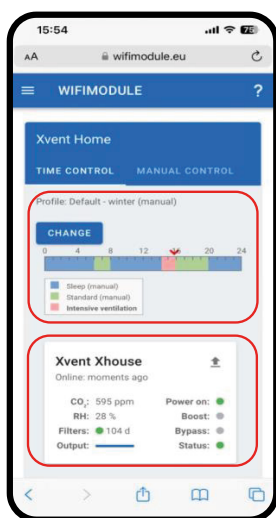 15:54
AA wifimodule.eu
WIFIMODULE ?
Xvent Home
TIME CONTROL MANUAL CONTROL
Profile: Default - winter (manual)
CHANGE
0 4 8 12 16 20 24
Sleep (manual)
Standard (manual)
Intensive ventilation
Xvent Xhouse
Online: moments ago
CO₂: 595 ppm Power on:
RH: 28 % Boost:
Filters: 104 d Bypass:
Output: Status: